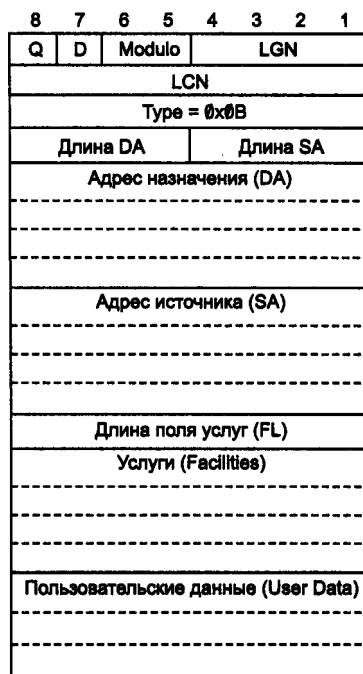 8 7 6 5 4 3 2 1
Q D Modulo LGN
LCN
Type = 0x0B
Длина DA Длина SA
Адрес назначения (DA)
Адрес источника (SA)
Длина поля услуг (FL)
Услуги (Facilities)
Пользовательские данные (User Data)